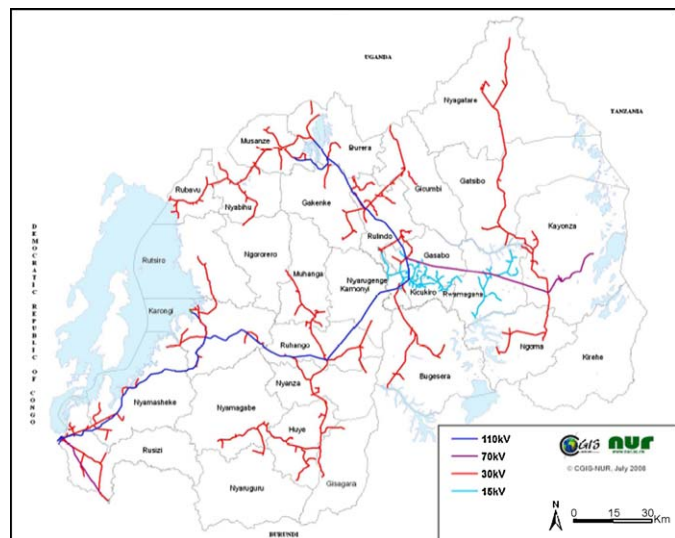 UGANDA
TANZANIA
Nyagatare
Musanze
Burera
Rubavu
Nyabihu
Gakenke
Gicumbi
Gatsibo
Kayonza
Rulindo
Gasabo
Rutsiro
Ngororero
Muhanga
Nyarugenge
Kamonyi
Kicukiro
Rwamagana
Karongi
Ruhango
Ngoma
Kirehe
Bugesera
Nyanza
Nyamasheke
Nyamagabe
Huye
Rusizi
Gisagara
Nyaruguru
DEMOCRATIC REPUBLIC OF CONGO
BURUNDI
110kV
70kV
30kV
15kV
CGIS nur
© CGIS-NUR, July 2008
N
0 15 30 Km